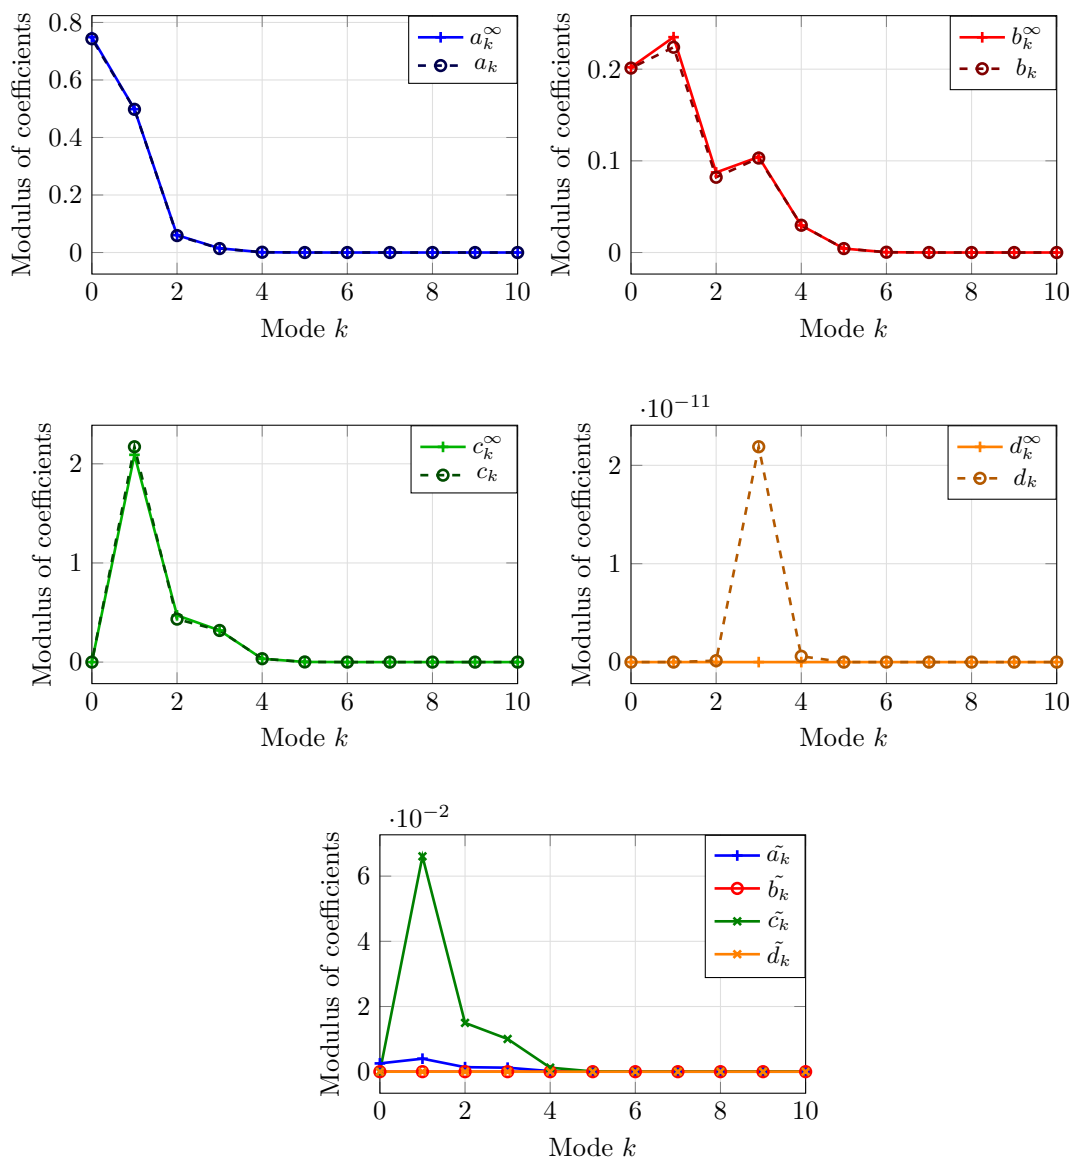 Modulus of coefficients
0.8
0.6
0.4
0.2
0
0 2 4 6 8 10
Mode k
a_k^∞
a_k
Modulus of coefficients
0.2
0.1
0
0 2 4 6 8 10
Mode k
b_k^∞
b_k
Modulus of coefficients
2
1
0
0 2 4 6 8 10
Mode k
c_k^∞
c_k
·10^−11
Modulus of coefficients
2
1
0
0 2 4 6 8 10
Mode k
d_k^∞
d_k
·10^−2
Modulus of coefficients
6
4
2
0
0 2 4 6 8 10
Mode k
ã_k
b̃_k
c̃_k
d̃_k